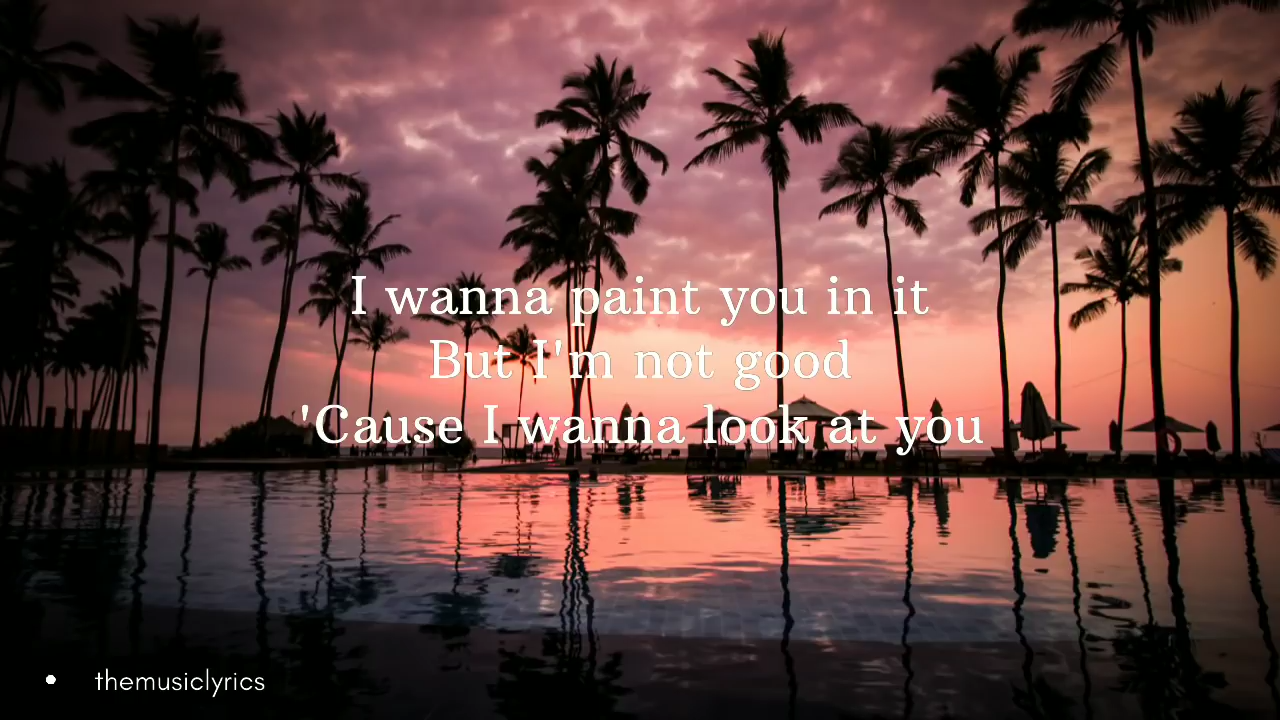 I wanna paint you in it
But I'm not good
'Cause I wanna look at you
themusiclyrics